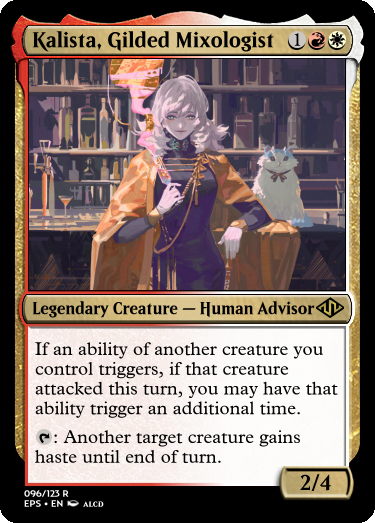 Kalista, Gilded Mixologist 1
Legendary Creature — Human Advisor
If an ability of another creature you
control triggers, if that creature
attacked this turn, you may have that
ability trigger an additional time.
: Another target creature gains
haste until end of turn.
2/4
096/123 R
EPS • EN ALCD